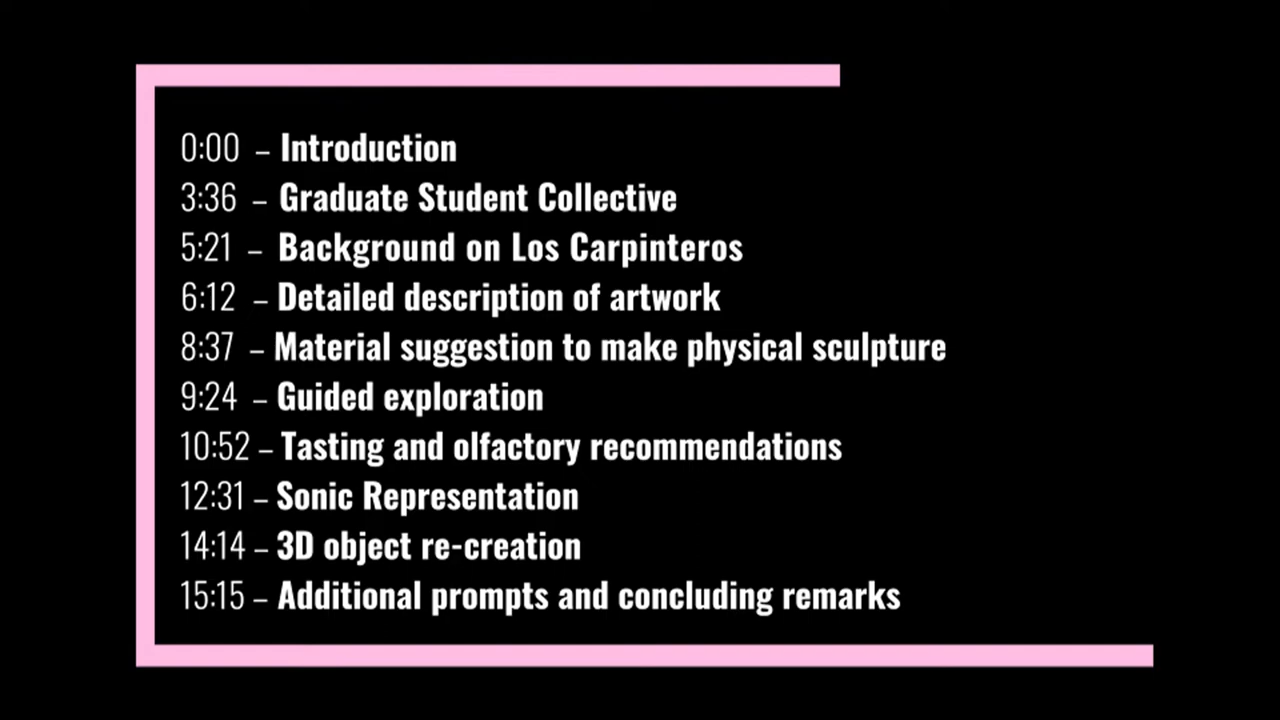 0:00 – Introduction
3:36 – Graduate Student Collective
5:21 – Background on Los Carpinteros
6:12 – Detailed description of artwork
8:37 – Material suggestion to make physical sculpture
9:24 – Guided exploration
10:52 – Tasting and olfactory recommendations
12:31 – Sonic Representation
14:14 – 3D object re-creation
15:15 – Additional prompts and concluding remarks